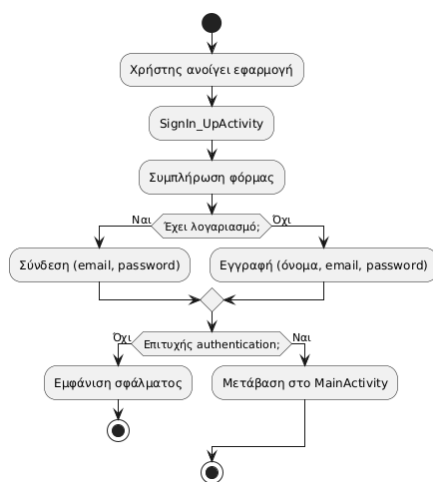 Χρήστης ανοίγει εφαρμογή
SignIn_UpActivity
Συμπλήρωση φόρμας
Ναι
Έχει λογαριασμό;
Όχι
Σύνδεση (email, password)
Εγγραφή (όνομα, email, password)
Όχι
Επιτυχής authentication;
Ναι
Εμφάνιση σφάλματος
Μετάβαση στο MainActivity